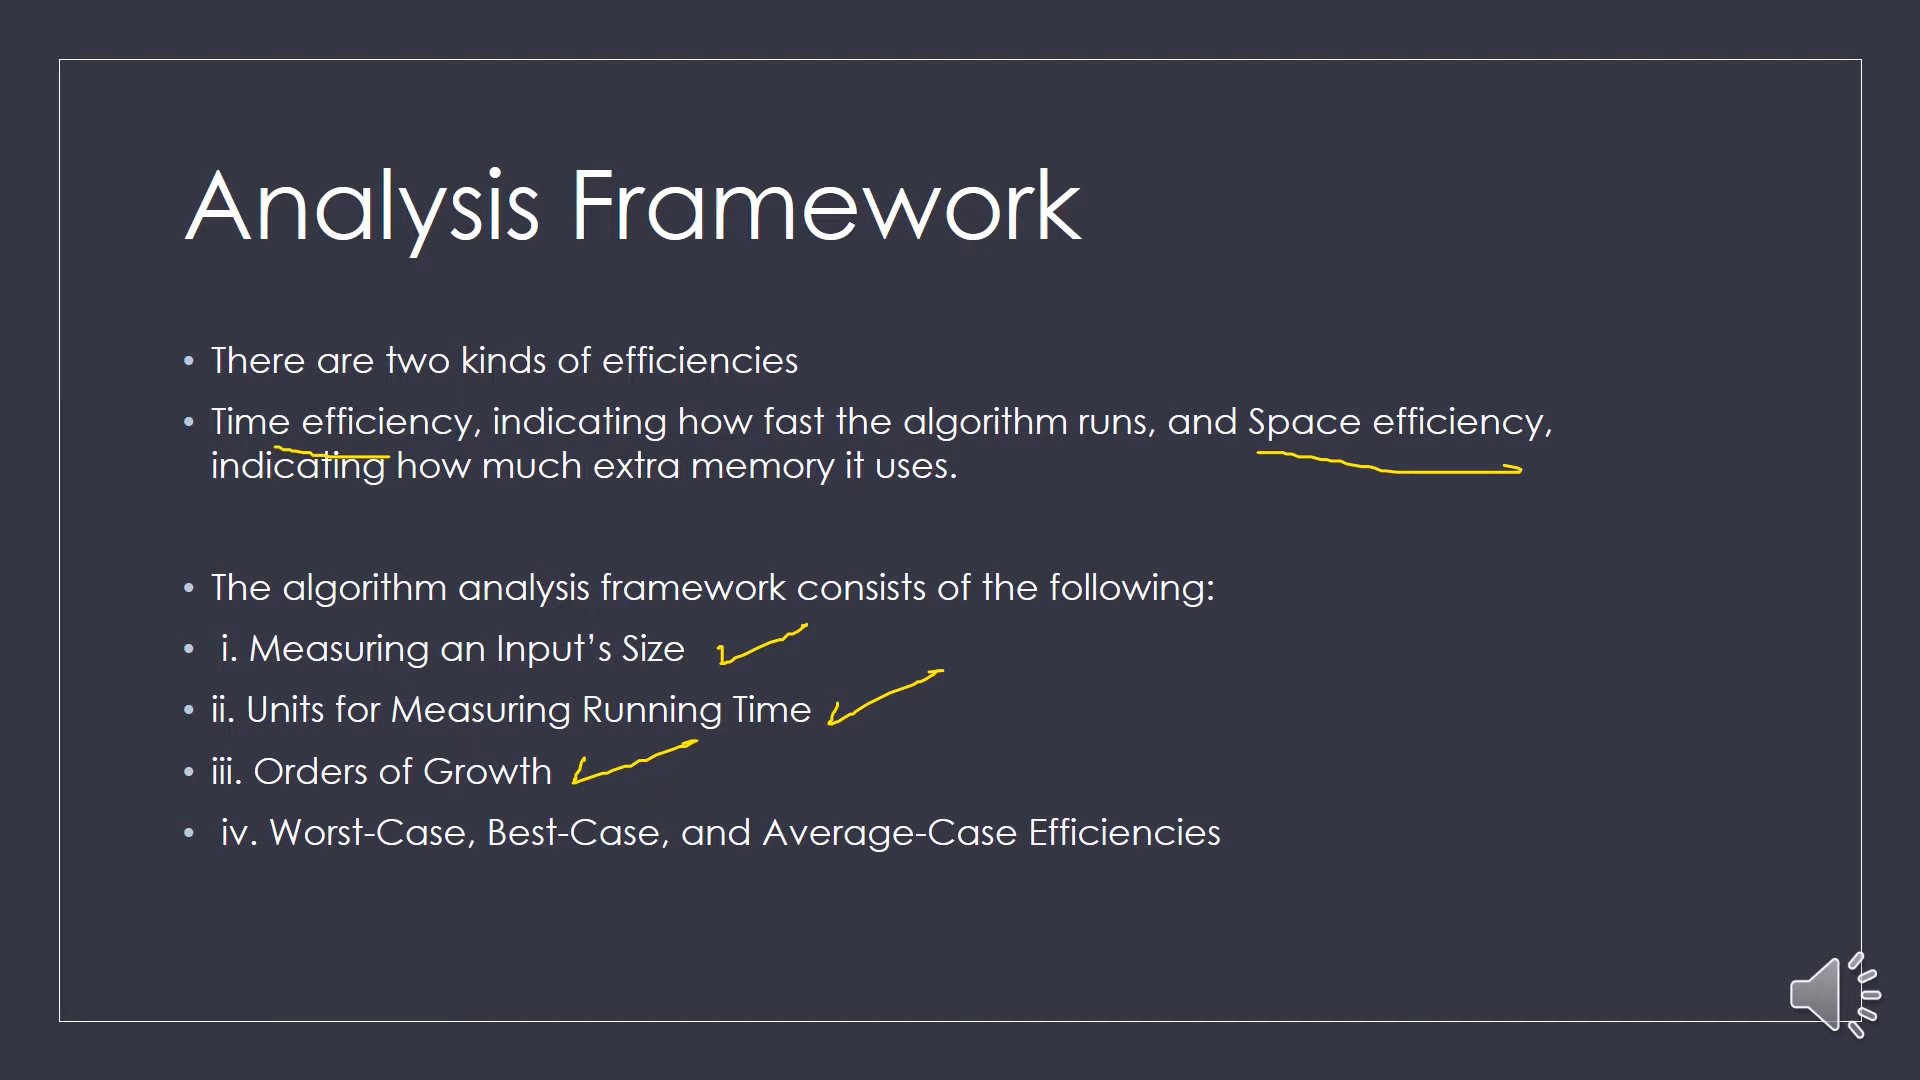 Analysis Framework
• There are two kinds of efficiencies
• Time efficiency, indicating how fast the algorithm runs, and Space efficiency,
indicating how much extra memory it uses.
• The algorithm analysis framework consists of the following:
• i. Measuring an Input’s Size
• ii. Units for Measuring Running Time
• iii. Orders of Growth
• iv. Worst-Case, Best-Case, and Average-Case Efficiencies